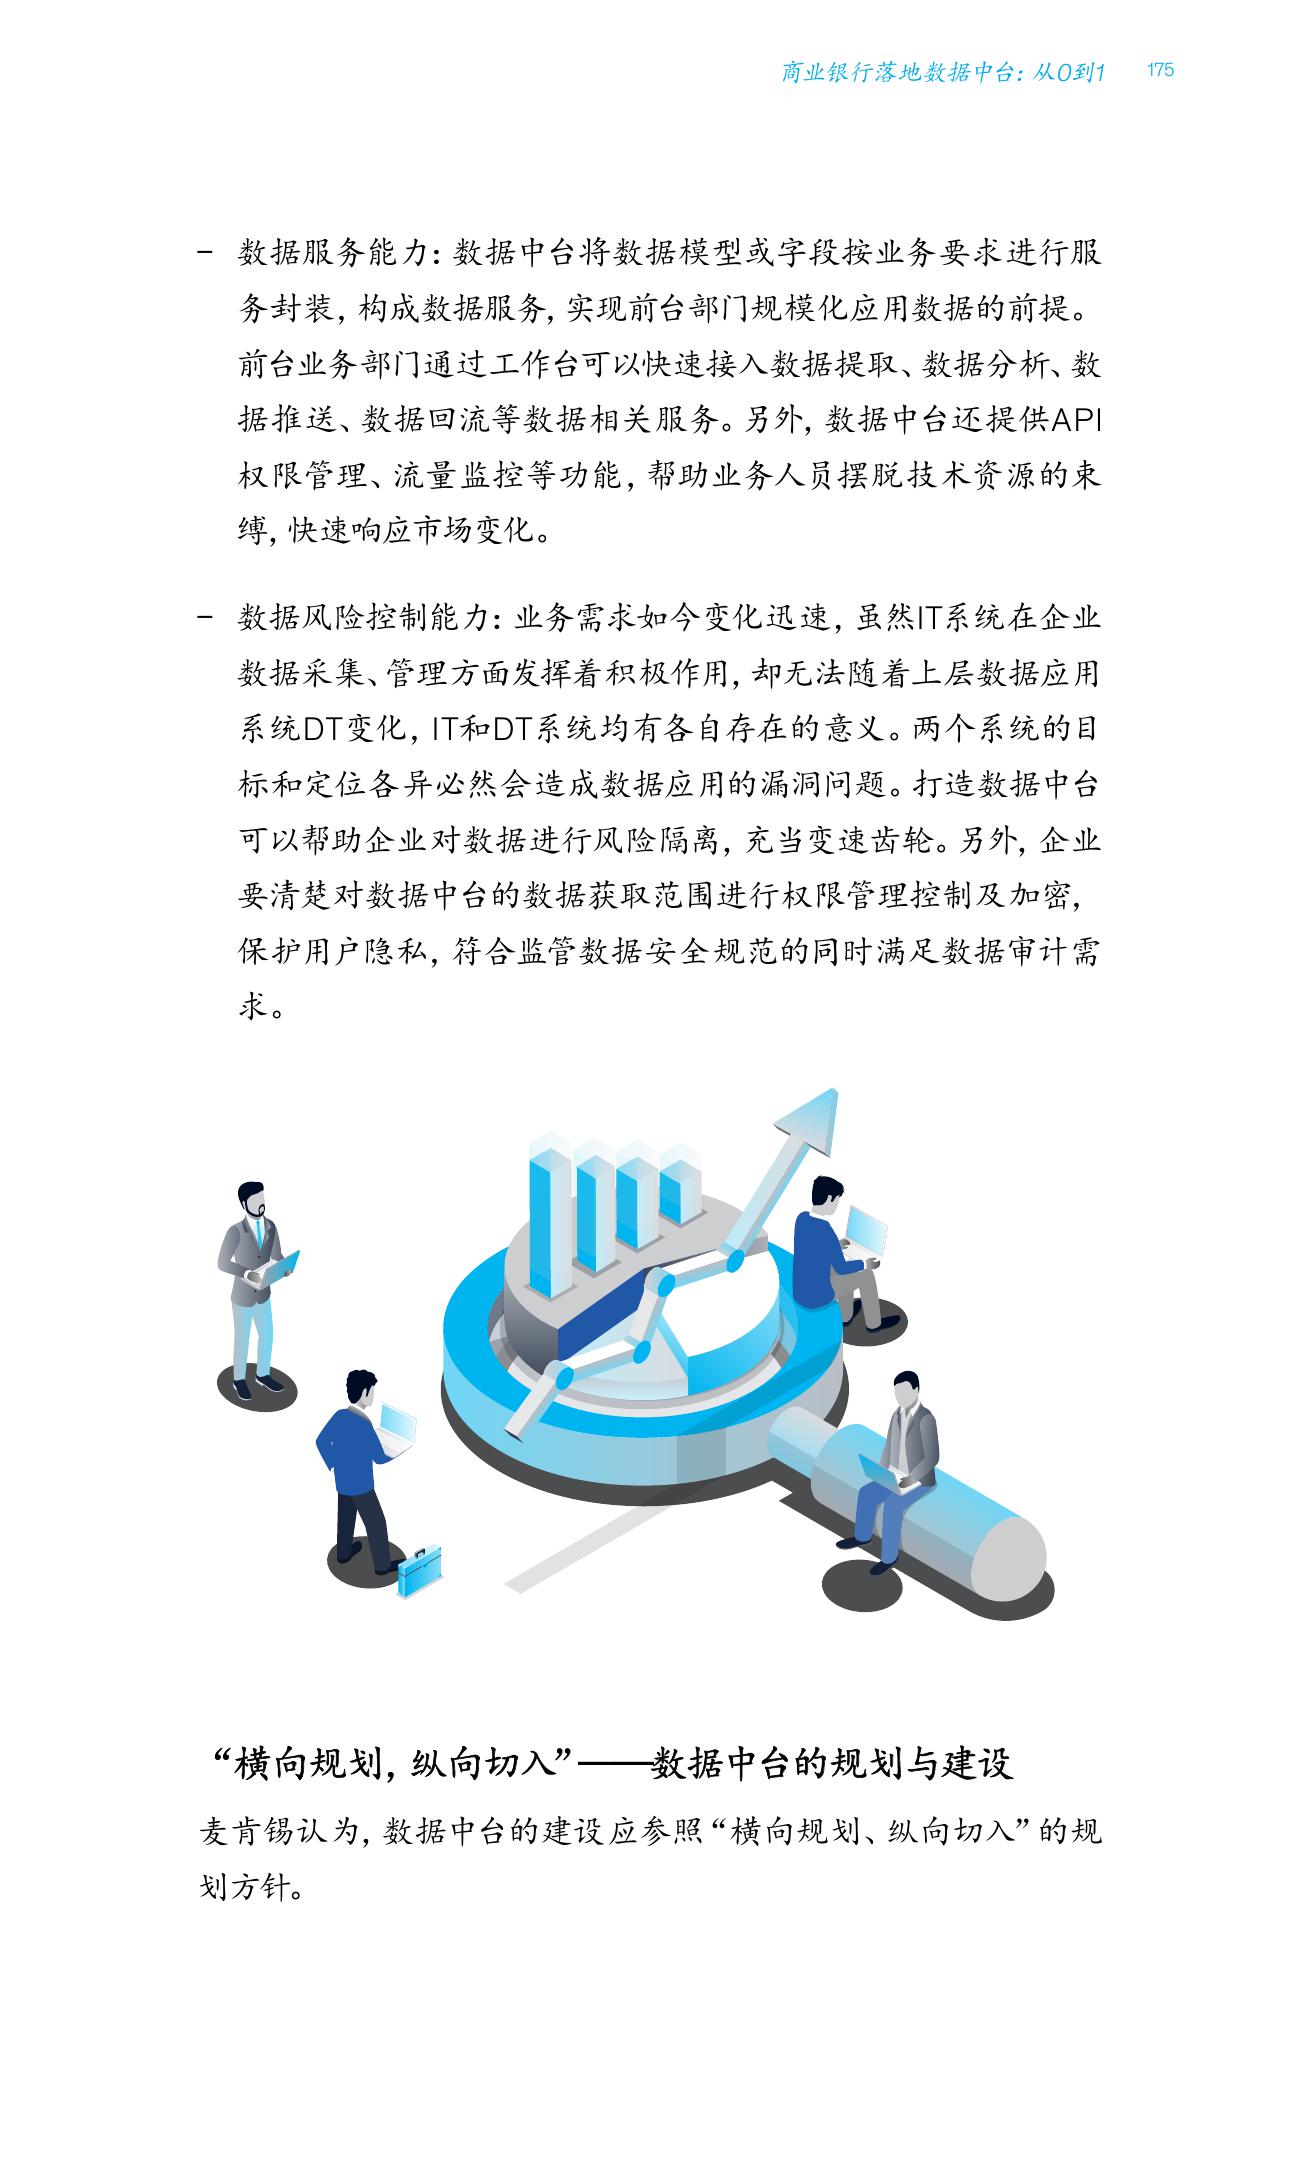 商业银行落地数据中台：从0到1 175
– 数据服务能力：数据中台将数据模型或字段按业务要求进行服
务封装，构成数据服务，实现前台部门规模化应用数据的前提。
前台业务部门通过工作台可以快速接入数据提取、数据分析、数
据推送、数据回流等数据相关服务。另外，数据中台还提供API
权限管理、流量监控等功能，帮助业务人员摆脱技术资源的束
缚，快速响应市场变化。
– 数据风险控制能力：业务需求如今变化迅速，虽然IT系统在企业
数据采集、管理方面发挥着积极作用，却无法随着上层数据应用
系统DT变化，IT和DT系统均有各自存在的意义。两个系统的目
标和定位各异必然会造成数据应用的漏洞问题。打造数据中台
可以帮助企业对数据进行风险隔离，充当变速齿轮。另外，企业
要清楚对数据中台的数据获取范围进行权限管理控制及加密，
保护用户隐私，符合监管数据安全规范的同时满足数据审计需
求。
“横向规划，纵向切入”——数据中台的规划与建设
麦肯锡认为，数据中台的建设应参照“横向规划、纵向切入”的规
划方针。